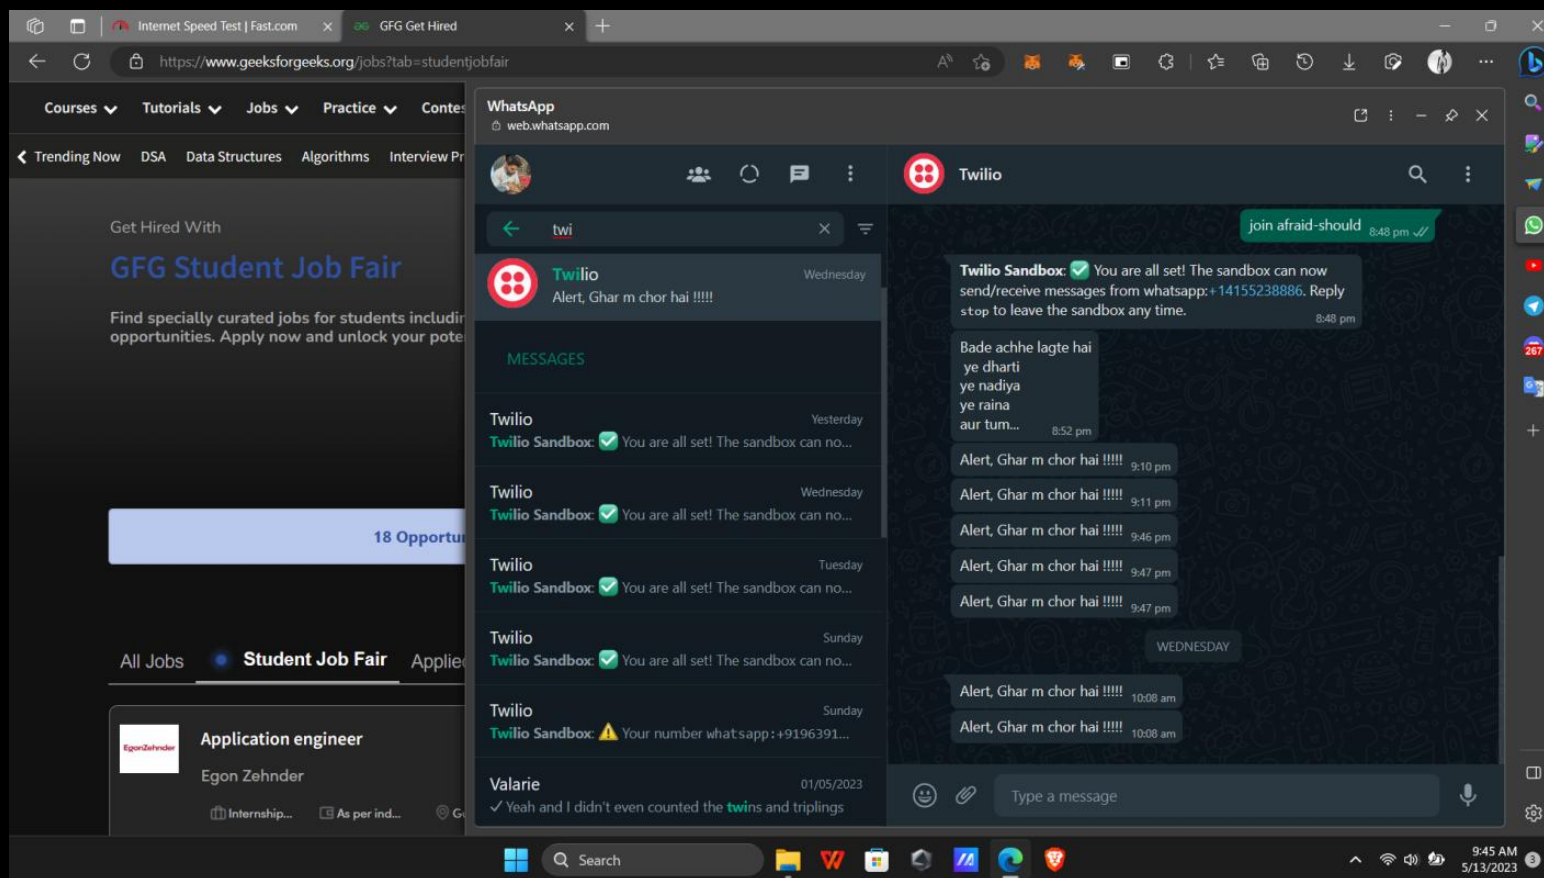 Internet Speed Test | Fast.com
GFG Get Hired
https://www.geeksforgeeks.org/jobs?tab=studentjobfair
Courses
Tutorials
Jobs
Practice
Contes
Trending Now
DSA
Data Structures
Algorithms
Interview Pr
Get Hired With
GFG Student Job Fair
Find specially curated jobs for students includin
opportunities. Apply now and unlock your pote
18 Opportu
All Jobs
Student Job Fair
Applied
EgonZehnder
Application engineer
Egon Zehnder
Internship...
As per ind...
WhatsApp
web.whatsapp.com
twi
Twilio
Wednesday
Alert, Ghar m chor hai !!!!!
MESSAGES
Twilio
Yesterday
Twilio Sandbox: ✅ You are all set! The sandbox can no...
Twilio
Wednesday
Twilio Sandbox: ✅ You are all set! The sandbox can no...
Twilio
Tuesday
Twilio Sandbox: ✅ You are all set! The sandbox can no...
Twilio
Sunday
Twilio Sandbox: ✅ You are all set! The sandbox can no...
Twilio
Sunday
Twilio Sandbox: ⚠️ Your number whatsapp:+9196391...
Valarie
01/05/2023
Yeah and I didn't even counted the twins and triplings
Twilio
join afraid-should 8:48 pm
Twilio Sandbox: ✅ You are all set! The sandbox can now
send/receive messages from whatsapp:+14155238886. Reply
stop to leave the sandbox any time.
8:48 pm
Bade achhe lagte hai
ye dharti
ye nadiya
ye raina
aur tum...
8:52 pm
Alert, Ghar m chor hai !!!!! 9:10 pm
Alert, Ghar m chor hai !!!!! 9:11 pm
Alert, Ghar m chor hai !!!!! 9:46 pm
Alert, Ghar m chor hai !!!!! 9:47 pm
Alert, Ghar m chor hai !!!!! 9:47 pm
WEDNESDAY
Alert, Ghar m chor hai !!!!! 10:08 am
Alert, Ghar m chor hai !!!!! 10:08 am
Type a message
267
Search
9:45 AM
5/13/2023
3